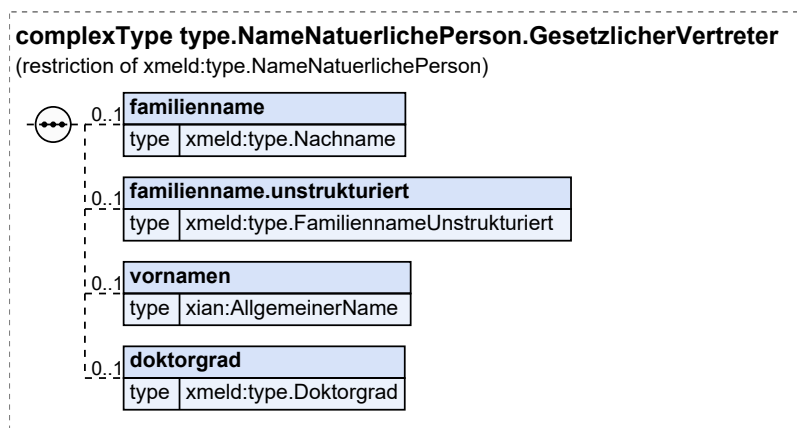 complexType type.NameNatuerlichePerson.GesetzlicherVertreter
(restriction of xmeld:type.NameNatuerlichePerson)
0..1 familienname
type xmeld:type.Nachname
0..1 familienname.unstrukturiert
type xmeld:type.FamiliennameUnstrukturiert
0..1 vornamen
type xian:AllgemeinerName
0..1 doktorgrad
type xmeld:type.Doktorgrad